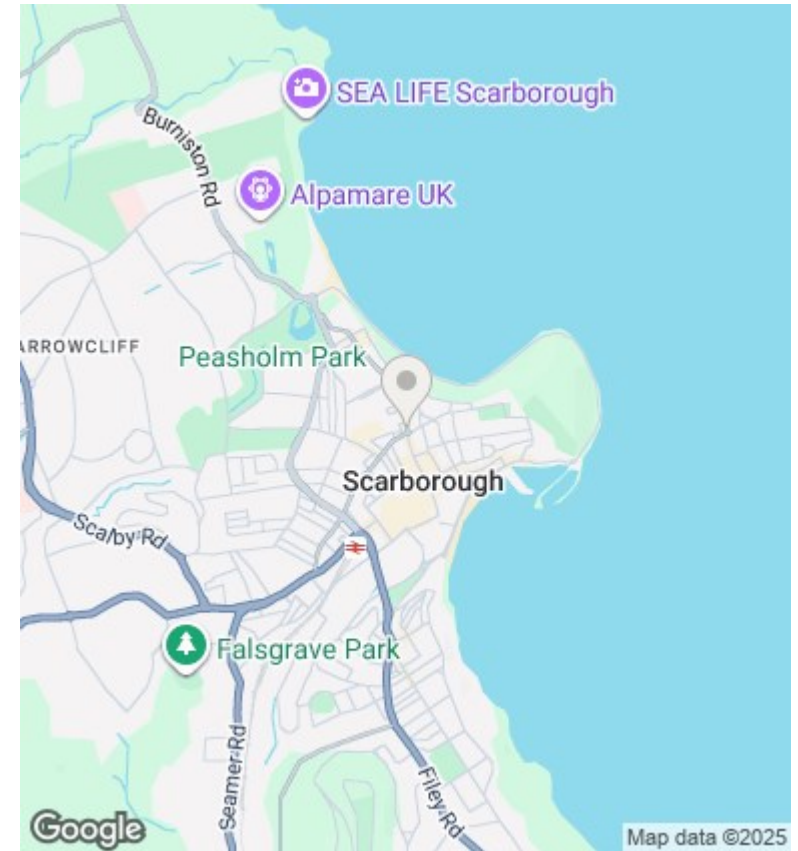 SEA LIFE Scarborough
Burniston Rd
Alpamare UK
ARROWCLIFF
Peasholm Park
Scarborough
Scalby Rd
Falsgrave Park
Seamer Rd
Filey Rd
Google
Map data ©2025